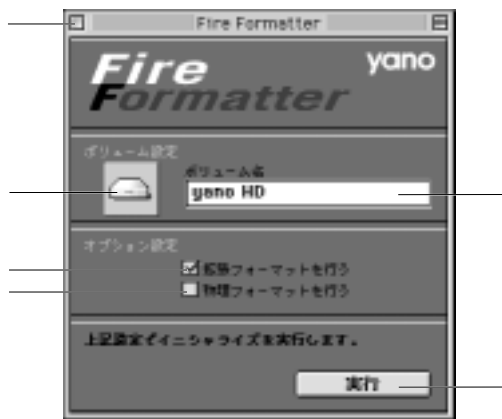 Fire Formatter
Fire
Formatter
yano
ボリューム設定
ボリューム名
yano HD
オプション設定
拡張フォーマットを行う
物理フォーマットを行う
上記設定でイニシャライズを実行します。
実行